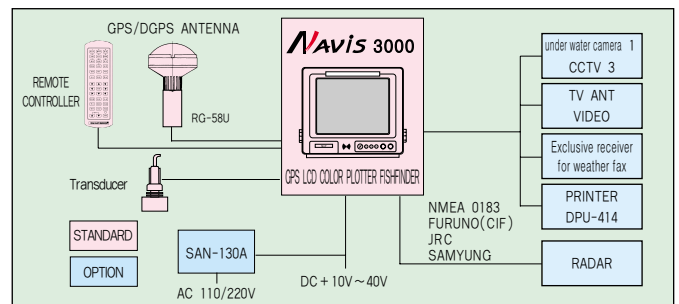 GPS/DGPS ANTENNA
NAVIS 3000
REMOTE
CONTROLLER
RG-58U
GPS LCD COLOR PLOTTER FISHFINDER
Transducer
STANDARD
OPTION
SAN-130A
AC 110/220V
DC+10V~40V
NMEA 0183
FURUNO(CIF)
JRC
SAMYUNG
under water camera 1
CCTV 3
TV ANT
VIDEO
Exclusive receiver
for weather fax
PRINTER
DPU-414
RADAR